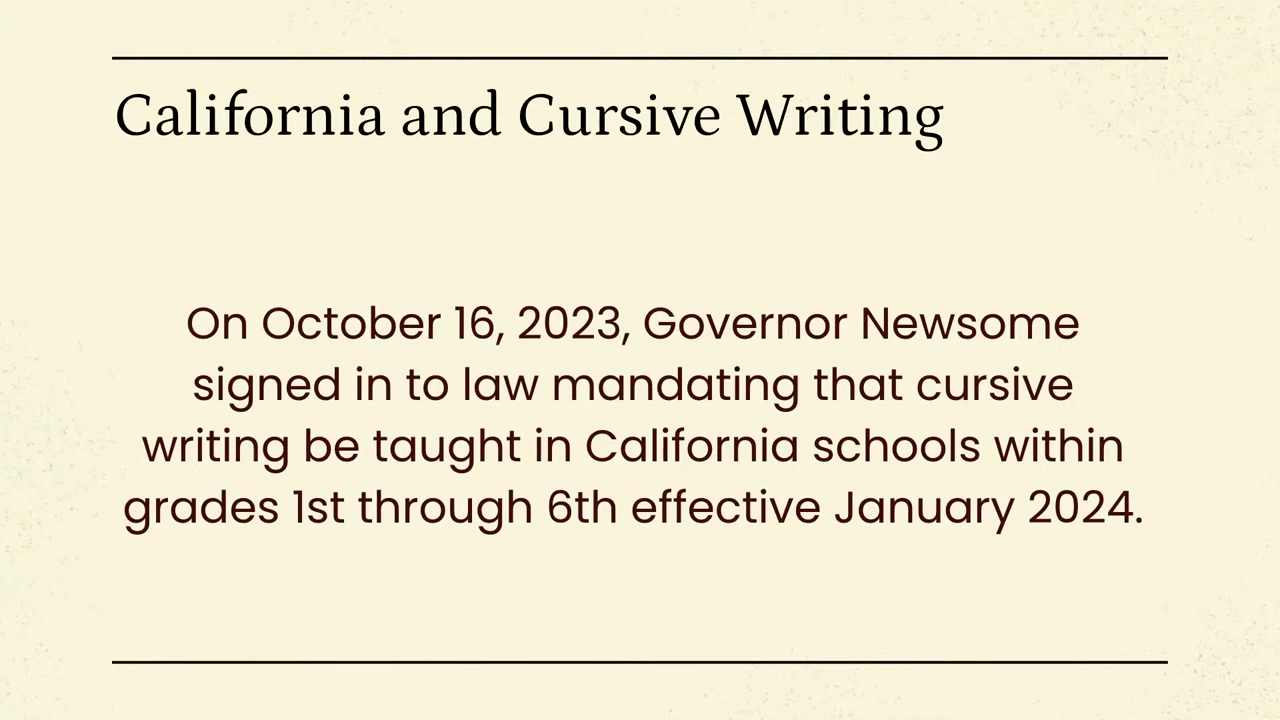 California and Cursive Writing
On October 16, 2023, Governor Newsome
signed in to law mandating that cursive
writing be taught in California schools within
grades 1st through 6th effective January 2024.